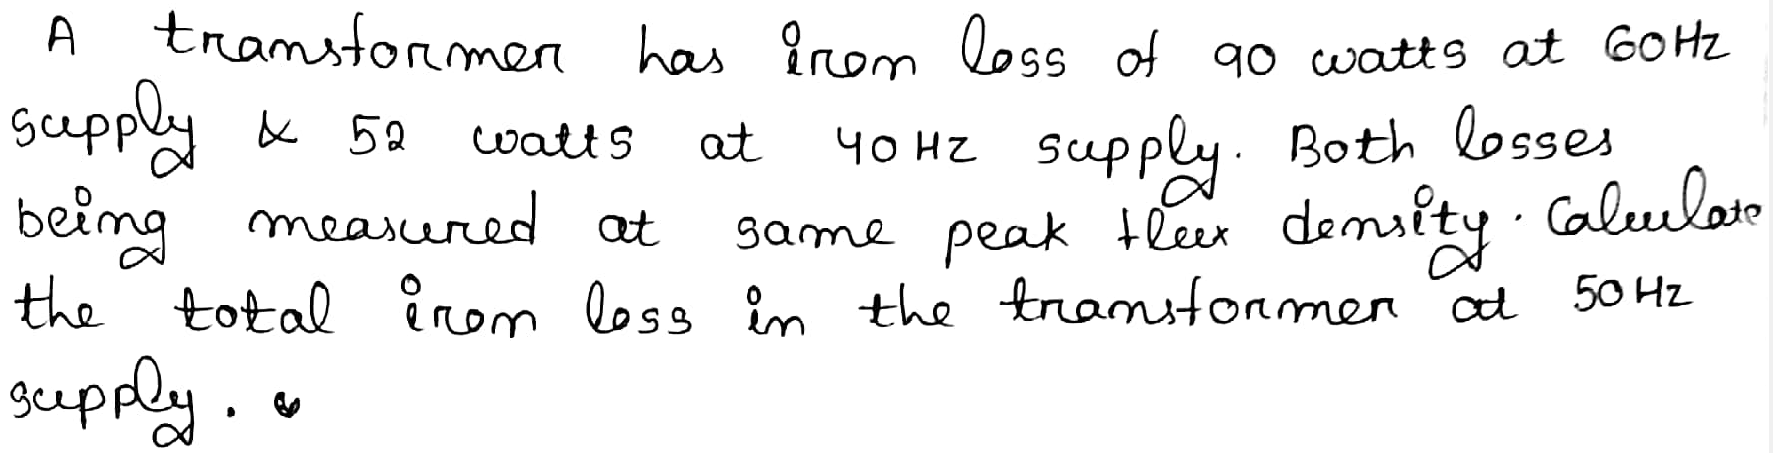 A transformer has iron loss of 90 watts at 60Hz
supply & 52 watts at 40Hz supply. Both losses
being measured at same peak flux density. Calculate
the total iron loss in the transformer at 50Hz
supply.